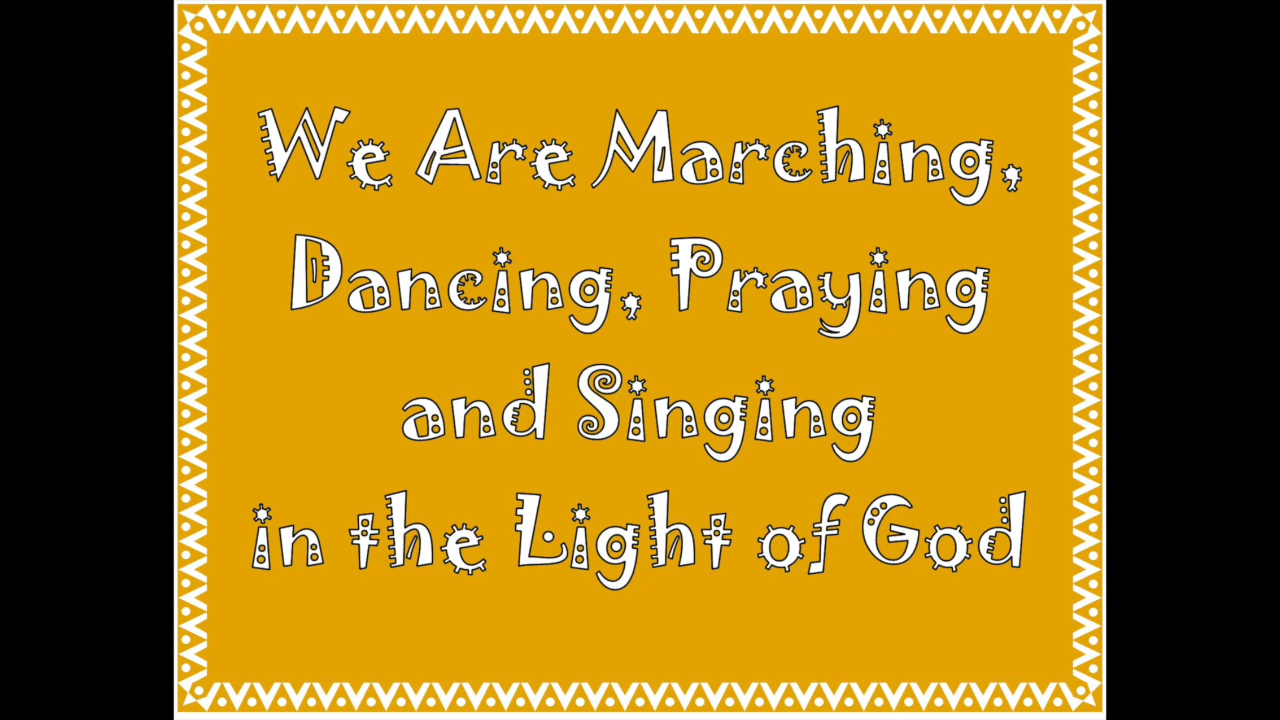 We Are Marching,
Dancing, Praying
and Singing
in the Light of God